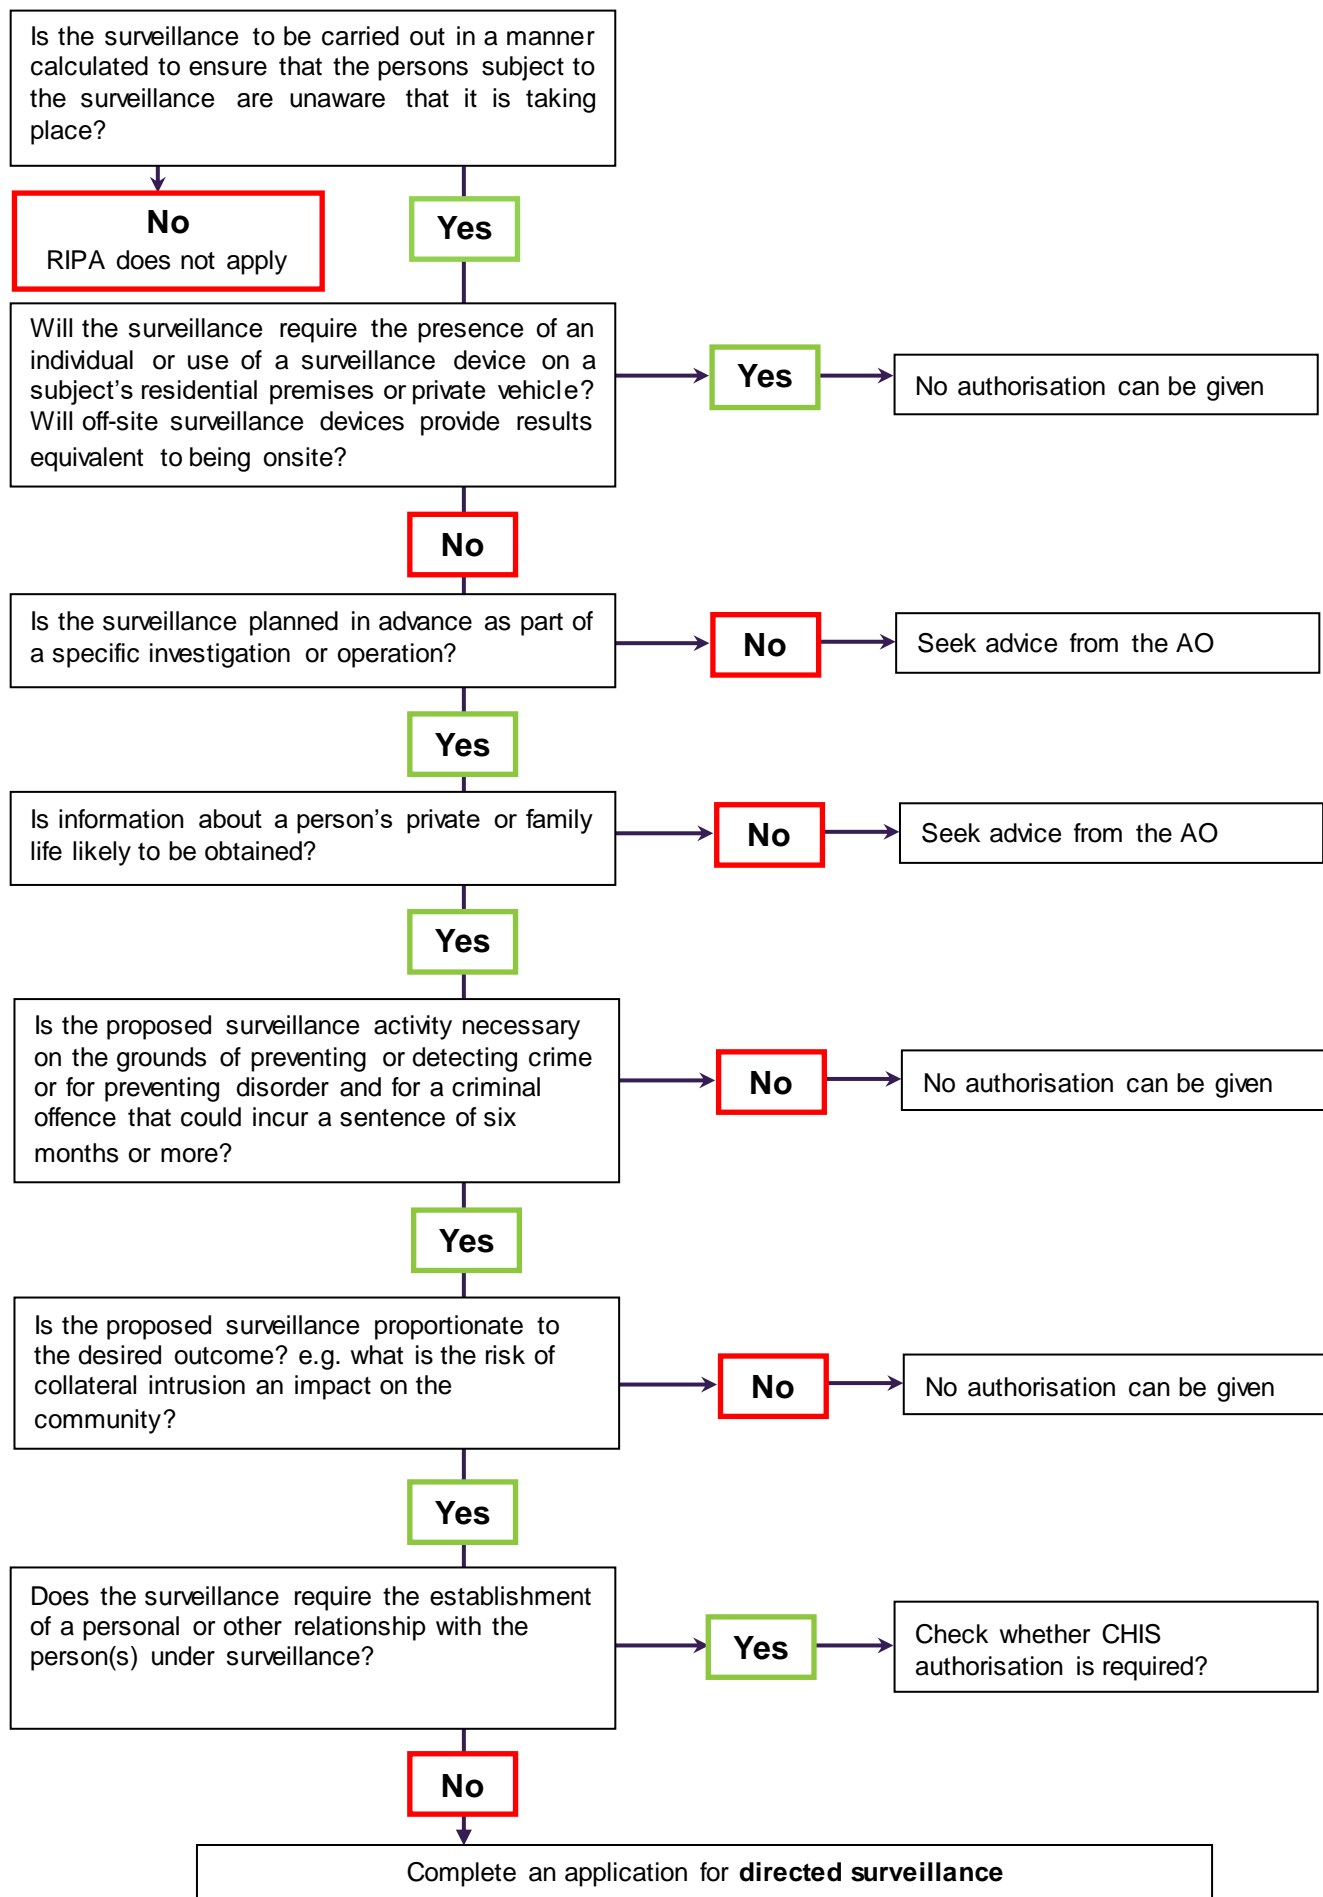 Is the surveillance to be carried out in a manner
calculated to ensure that the persons subject to
the surveillance are unaware that it is taking
place?
No
RIPA does not apply
Yes
Will the surveillance require the presence of an
individual or use of a surveillance device on a
subject's residential premises or private vehicle?
Will off-site surveillance devices provide results
equivalent to being onsite?
Yes
No authorisation can be given
No
Is the surveillance planned in advance as part of
a specific investigation or operation?
No
Seek advice from the AO
Yes
Is information about a person's private or family
life likely to be obtained?
No
Seek advice from the AO
Yes
Is the proposed surveillance activity necessary
on the grounds of preventing or detecting crime
or for preventing disorder and for a criminal
offence that could incur a sentence of six
months or more?
No
No authorisation can be given
Yes
Is the proposed surveillance proportionate to
the desired outcome? e.g. what is the risk of
collateral intrusion an impact on the
community?
No
No authorisation can be given
Yes
Does the surveillance require the establishment
of a personal or other relationship with the
person(s) under surveillance?
Yes
Check whether CHIS
authorisation is required?
No
Complete an application for directed surveillance